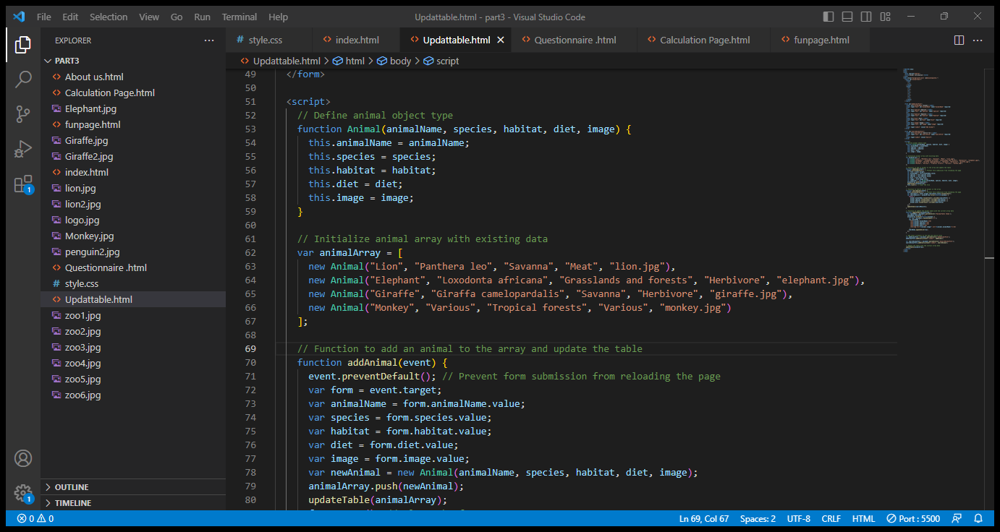 File Edit Selection View Go Run Terminal Help Updattable.html - part3 - Visual Studio Code
EXPLORER
PART3
About us.html
Calculation Page.html
Elephant.jpg
funpage.html
Giraffe.jpg
Giraffe2.jpg
index.html
lion.jpg
lion2.jpg
logo.jpg
Monkey.jpg
penguin2.jpg
Questionnaire .html
style.css
Updattable.html
zoo1.jpg
zoo2.jpg
zoo3.jpg
zoo4.jpg
zoo5.jpg
zoo6.jpg
OUTLINE
TIMELINE
1
1
# style.css <> index.html <> Updattable.html Questionnaire .html Calculation Page.html funpage.html
Updattable.html > html > body > script
49 </form>
50
51 <script>
52 // Define animal object type
53 function Animal(animalName, species, habitat, diet, image) {
54 this.animalName = animalName;
55 this.species = species;
56 this.habitat = habitat;
57 this.diet = diet;
58 this.image = image;
59 }
60
61 // Initialize animal array with existing data
62 var animalArray = [
63 new Animal("Lion", "Panthera leo", "Savanna", "Meat", "lion.jpg"),
64 new Animal("Elephant", "Loxodonta africana", "Grasslands and forests", "Herbivore", "elephant.jpg"),
65 new Animal("Giraffe", "Giraffa camelopardalis", "Savanna", "Herbivore", "giraffe.jpg"),
66 new Animal("Monkey", "Various", "Tropical forests", "Various", "monkey.jpg")
67 ];
68
69 // Function to add an animal to the array and update the table
70 function addAnimal(event) {
71 event.preventDefault(); // Prevent form submission from reloading the page
72 var form = event.target;
73 var animalName = form.animalName.value;
74 var species = form.species.value;
75 var habitat = form.habitat.value;
76 var diet = form.diet.value;
77 var image = form.image.value;
78 var newAnimal = new Animal(animalName, species, habitat, diet, image);
79 animalArray.push(newAnimal);
80 updateTable(animalArray);
0 0 Ln 69, Col 67 Spaces: 2 UTF-8 CRLF HTML Port : 5500